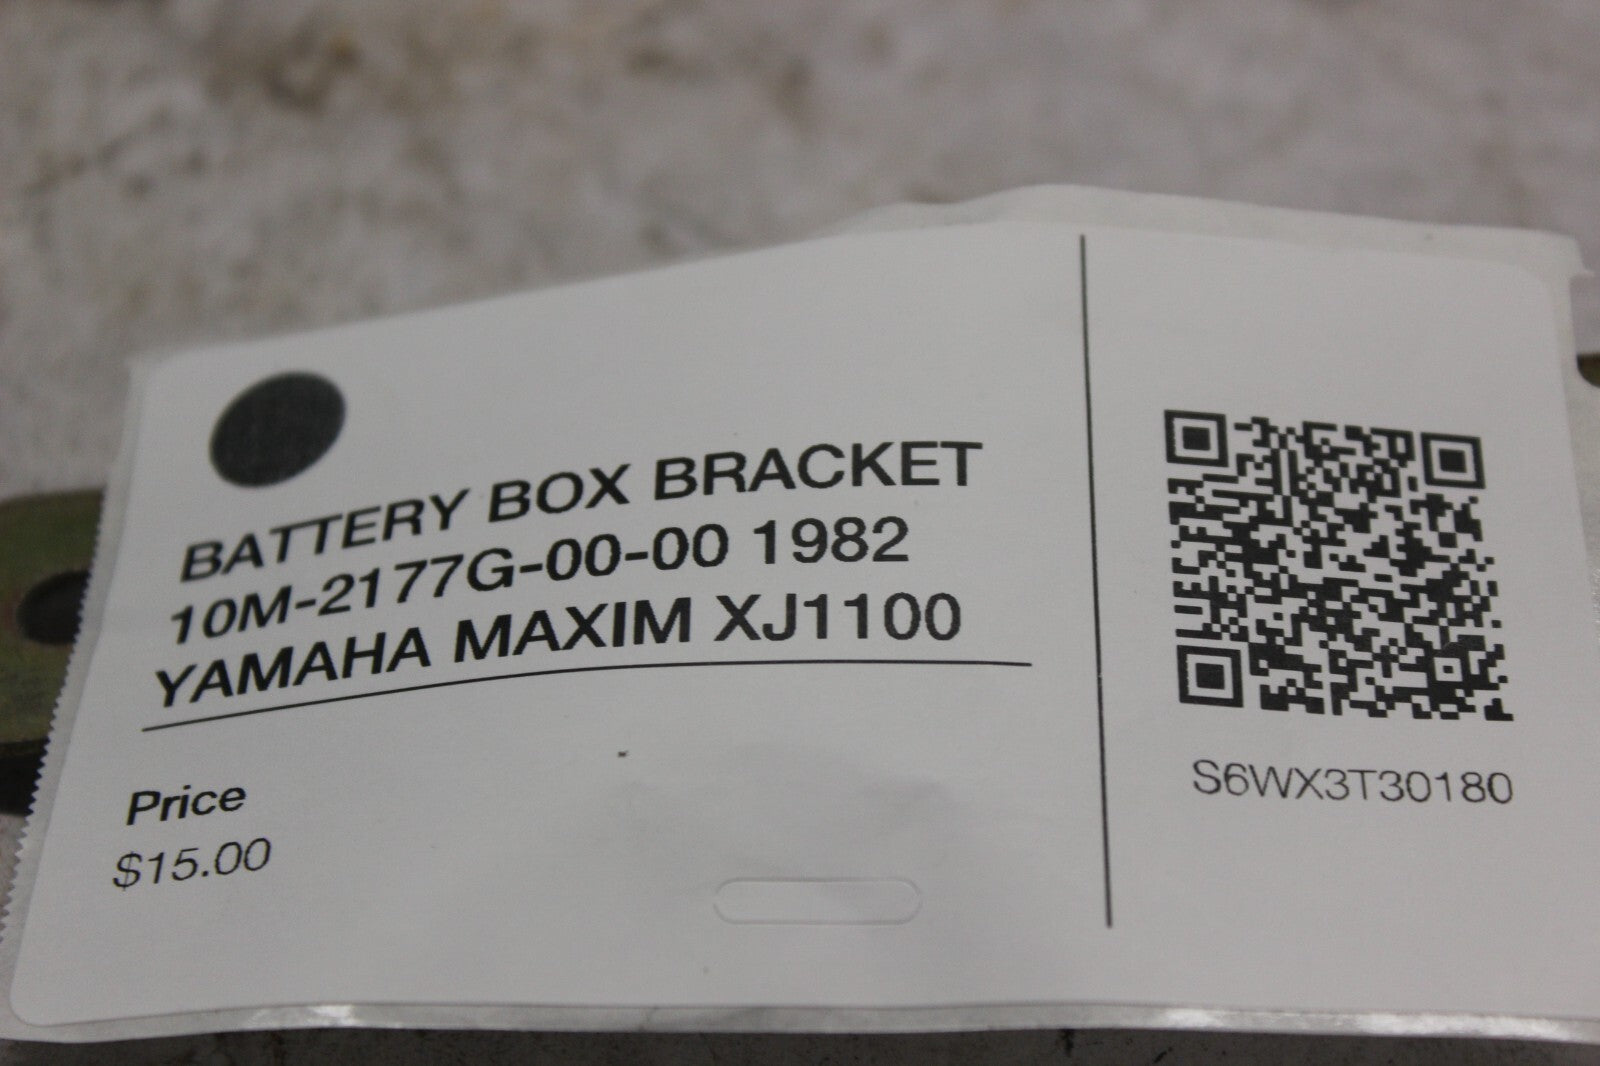 BATTERY BOX BRACKET
10M-2177G-00-00 1982
YAMAHA MAXIM XJ1100
Price
$15.00
S6WX3T30180